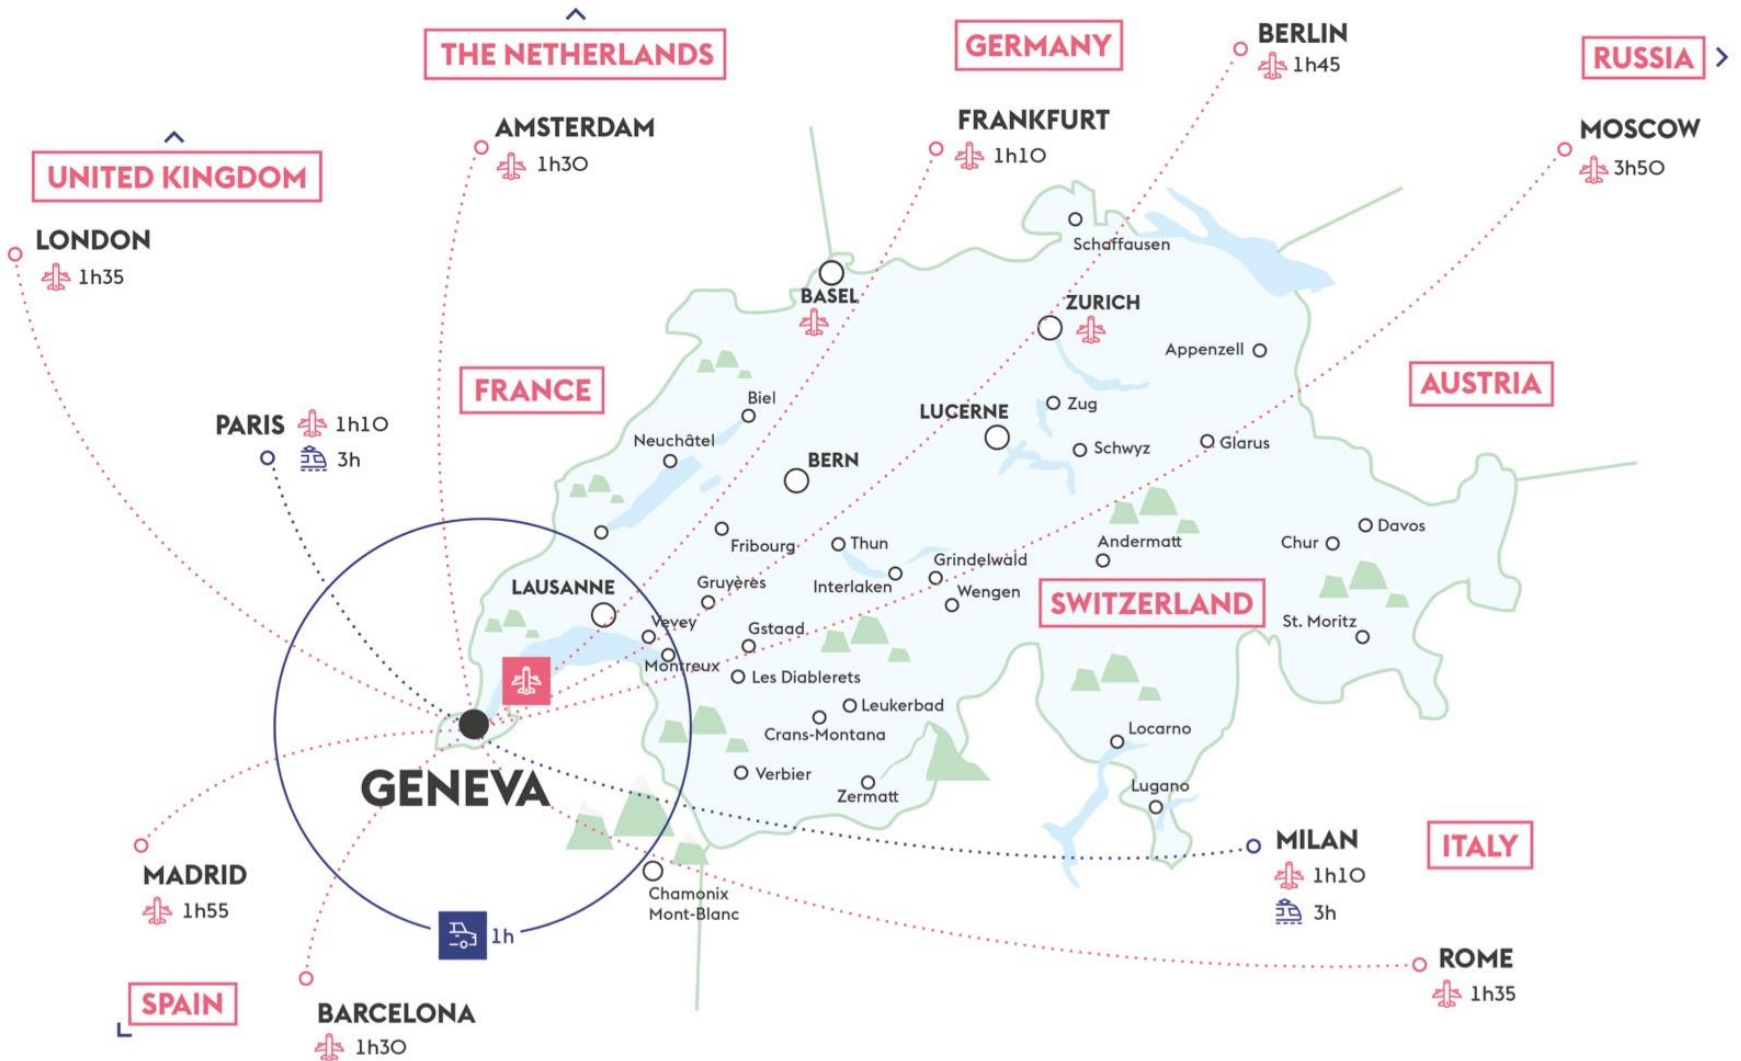 THE NETHERLANDS
GERMANY
BERLIN
1h45
RUSSIA
AMSTERDAM
1h30
FRANKFURT
1h10
MOSCOW
3h50
UNITED KINGDOM
LONDON
1h35
Schaffausen
BASEL
ZURICH
Appenzell
FRANCE
AUSTRIA
PARIS
1h10
3h
Biel
Neuchâtel
LUCERNE
Zug
Schwyz
Glarus
BERN
Fribourg
Thun
Interlaken
Grindelwald
Wengen
Andermatt
Chur
Davos
LAUSANNE
Gruyères
SWITZERLAND
St. Moritz
Vevey
Gstaad
Montreux
Les Diablerets
Leukerbad
Crans-Montana
Locarno
GENEVA
Verbier
Zermatt
Lugano
MILAN
1h10
3h
ITALY
MADRID
1h55
Chamonix
Mont-Blanc
1h
ROME
1h35
SPAIN
BARCELONA
1h30